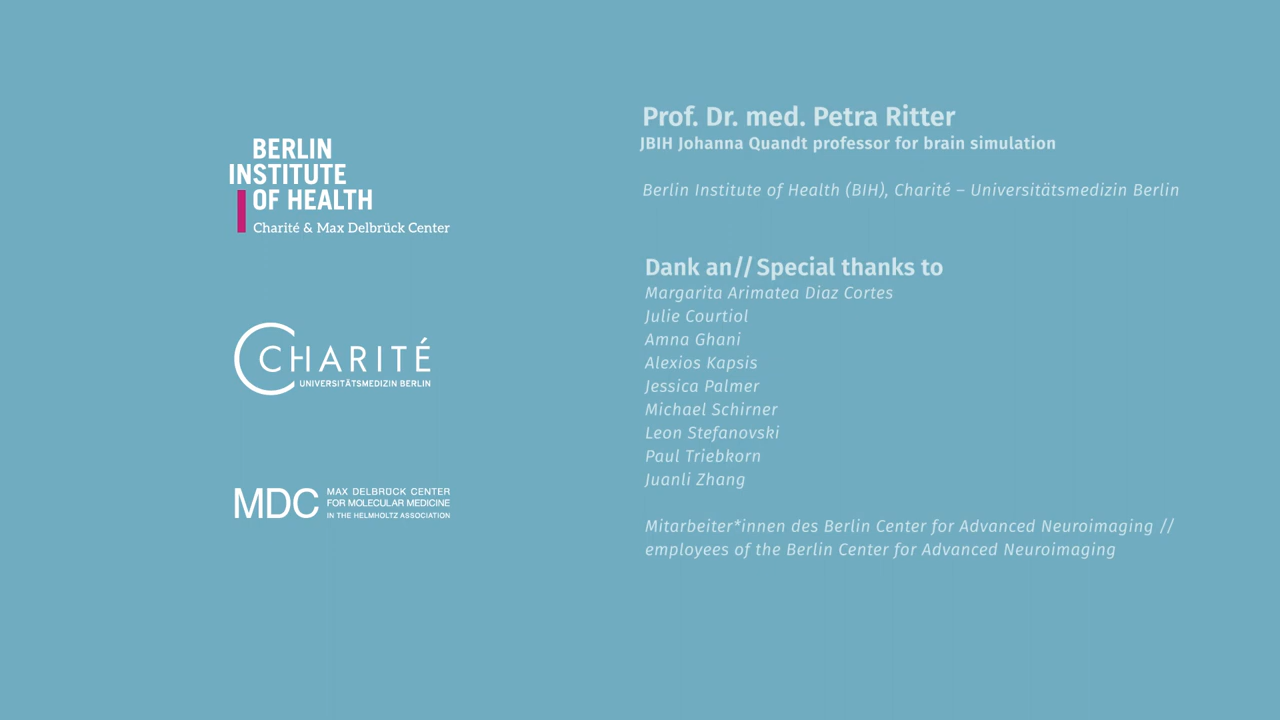 BERLIN
INSTITUTE
OF HEALTH
Charité & Max Delbrück Center
CHARITÉ
UNIVERSITÄTSMEDIZIN BERLIN
MDC
MAX DELBRÜCK CENTER
FOR MOLECULAR MEDICINE
IN THE HELMHOLTZ ASSOCIATION
Prof. Dr. med. Petra Ritter
JBIH Johanna Quandt professor for brain simulation
Berlin Institute of Health (BIH), Charité – Universitätsmedizin Berlin
Dank an// Special thanks to
Margarita Arimatea Diaz Cortes
Julie Courtiol
Amna Ghani
Alexios Kapsis
Jessica Palmer
Michael Schirner
Leon Stefanovski
Paul Triebkorn
Juanli Zhang
Mitarbeiter*innen des Berlin Center for Advanced Neuroimaging //
employees of the Berlin Center for Advanced Neuroimaging